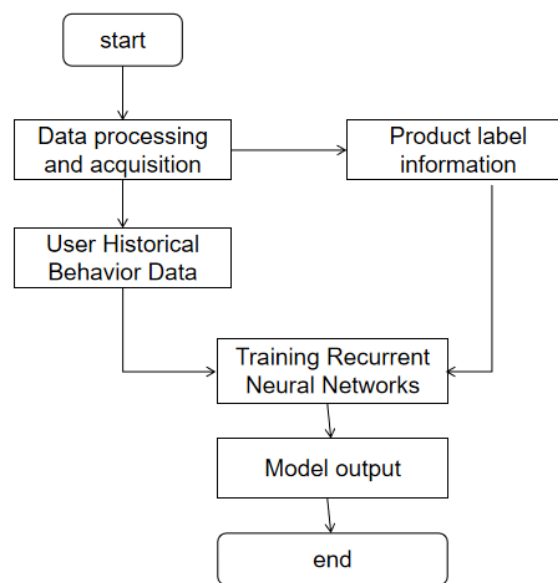 start
Data processing
and acquisition
Product label
information
User Historical
Behavior Data
Training Recurrent
Neural Networks
Model output
end